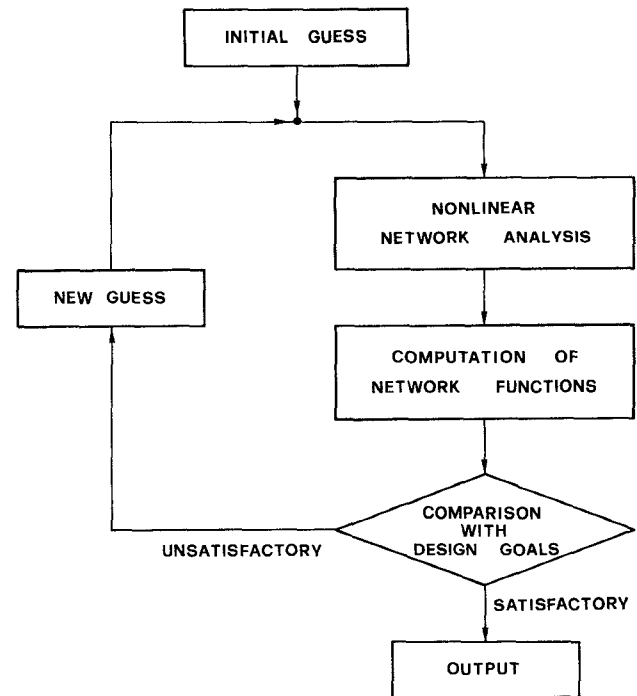 INITIAL GUESS
NONLINEAR
NETWORK ANALYSIS
NEW GUESS
COMPUTATION OF
NETWORK FUNCTIONS
COMPARISON
WITH
DESIGN GOALS
UNSATISFACTORY
SATISFACTORY
OUTPUT